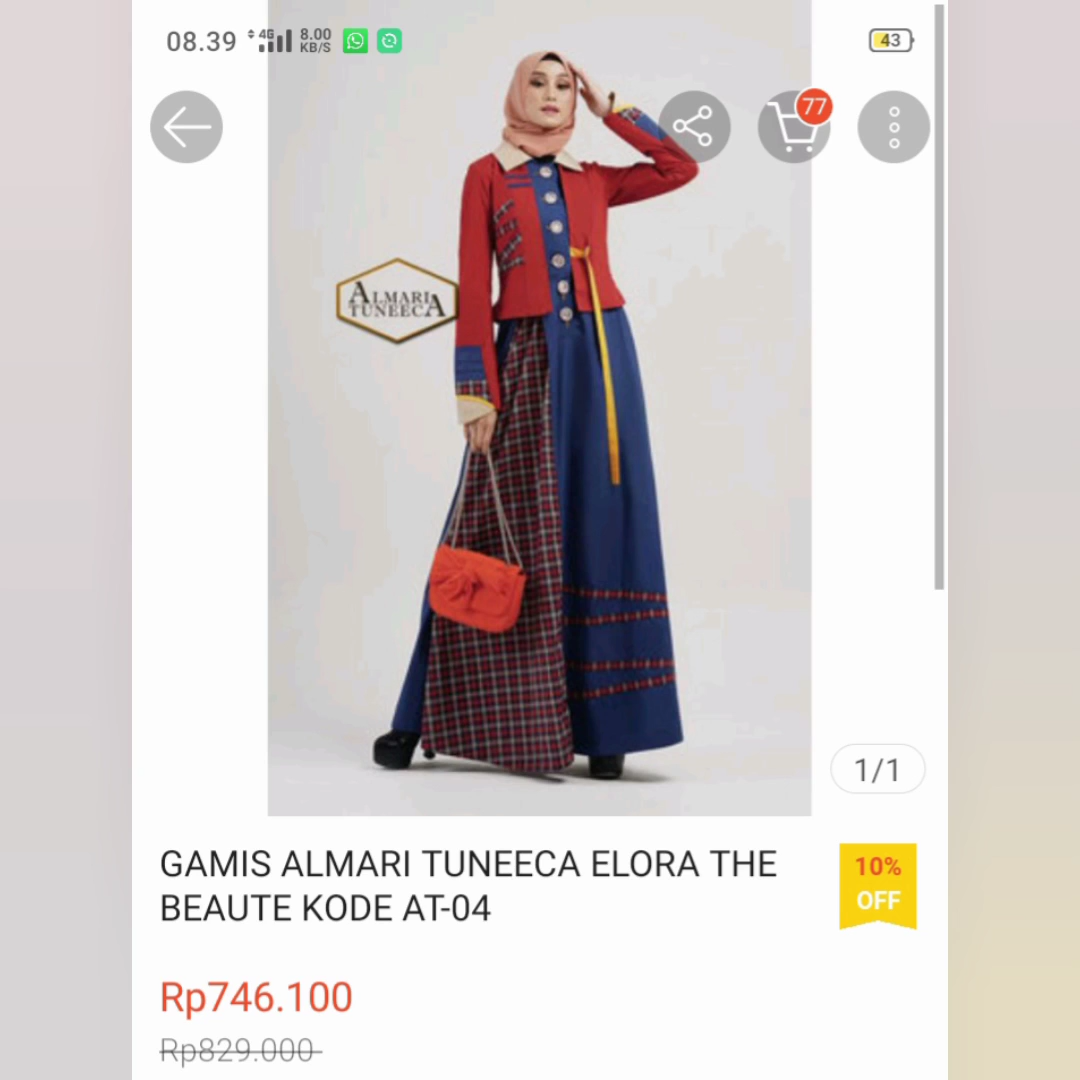 08.39 4G 8.00 KB/S 43
77
ALMARI
TUNEECA
1/1
GAMIS ALMARI TUNEECA ELORA THE
BEAUTE KODE AT-04
10%
OFF
Rp746.100
Rp829.000